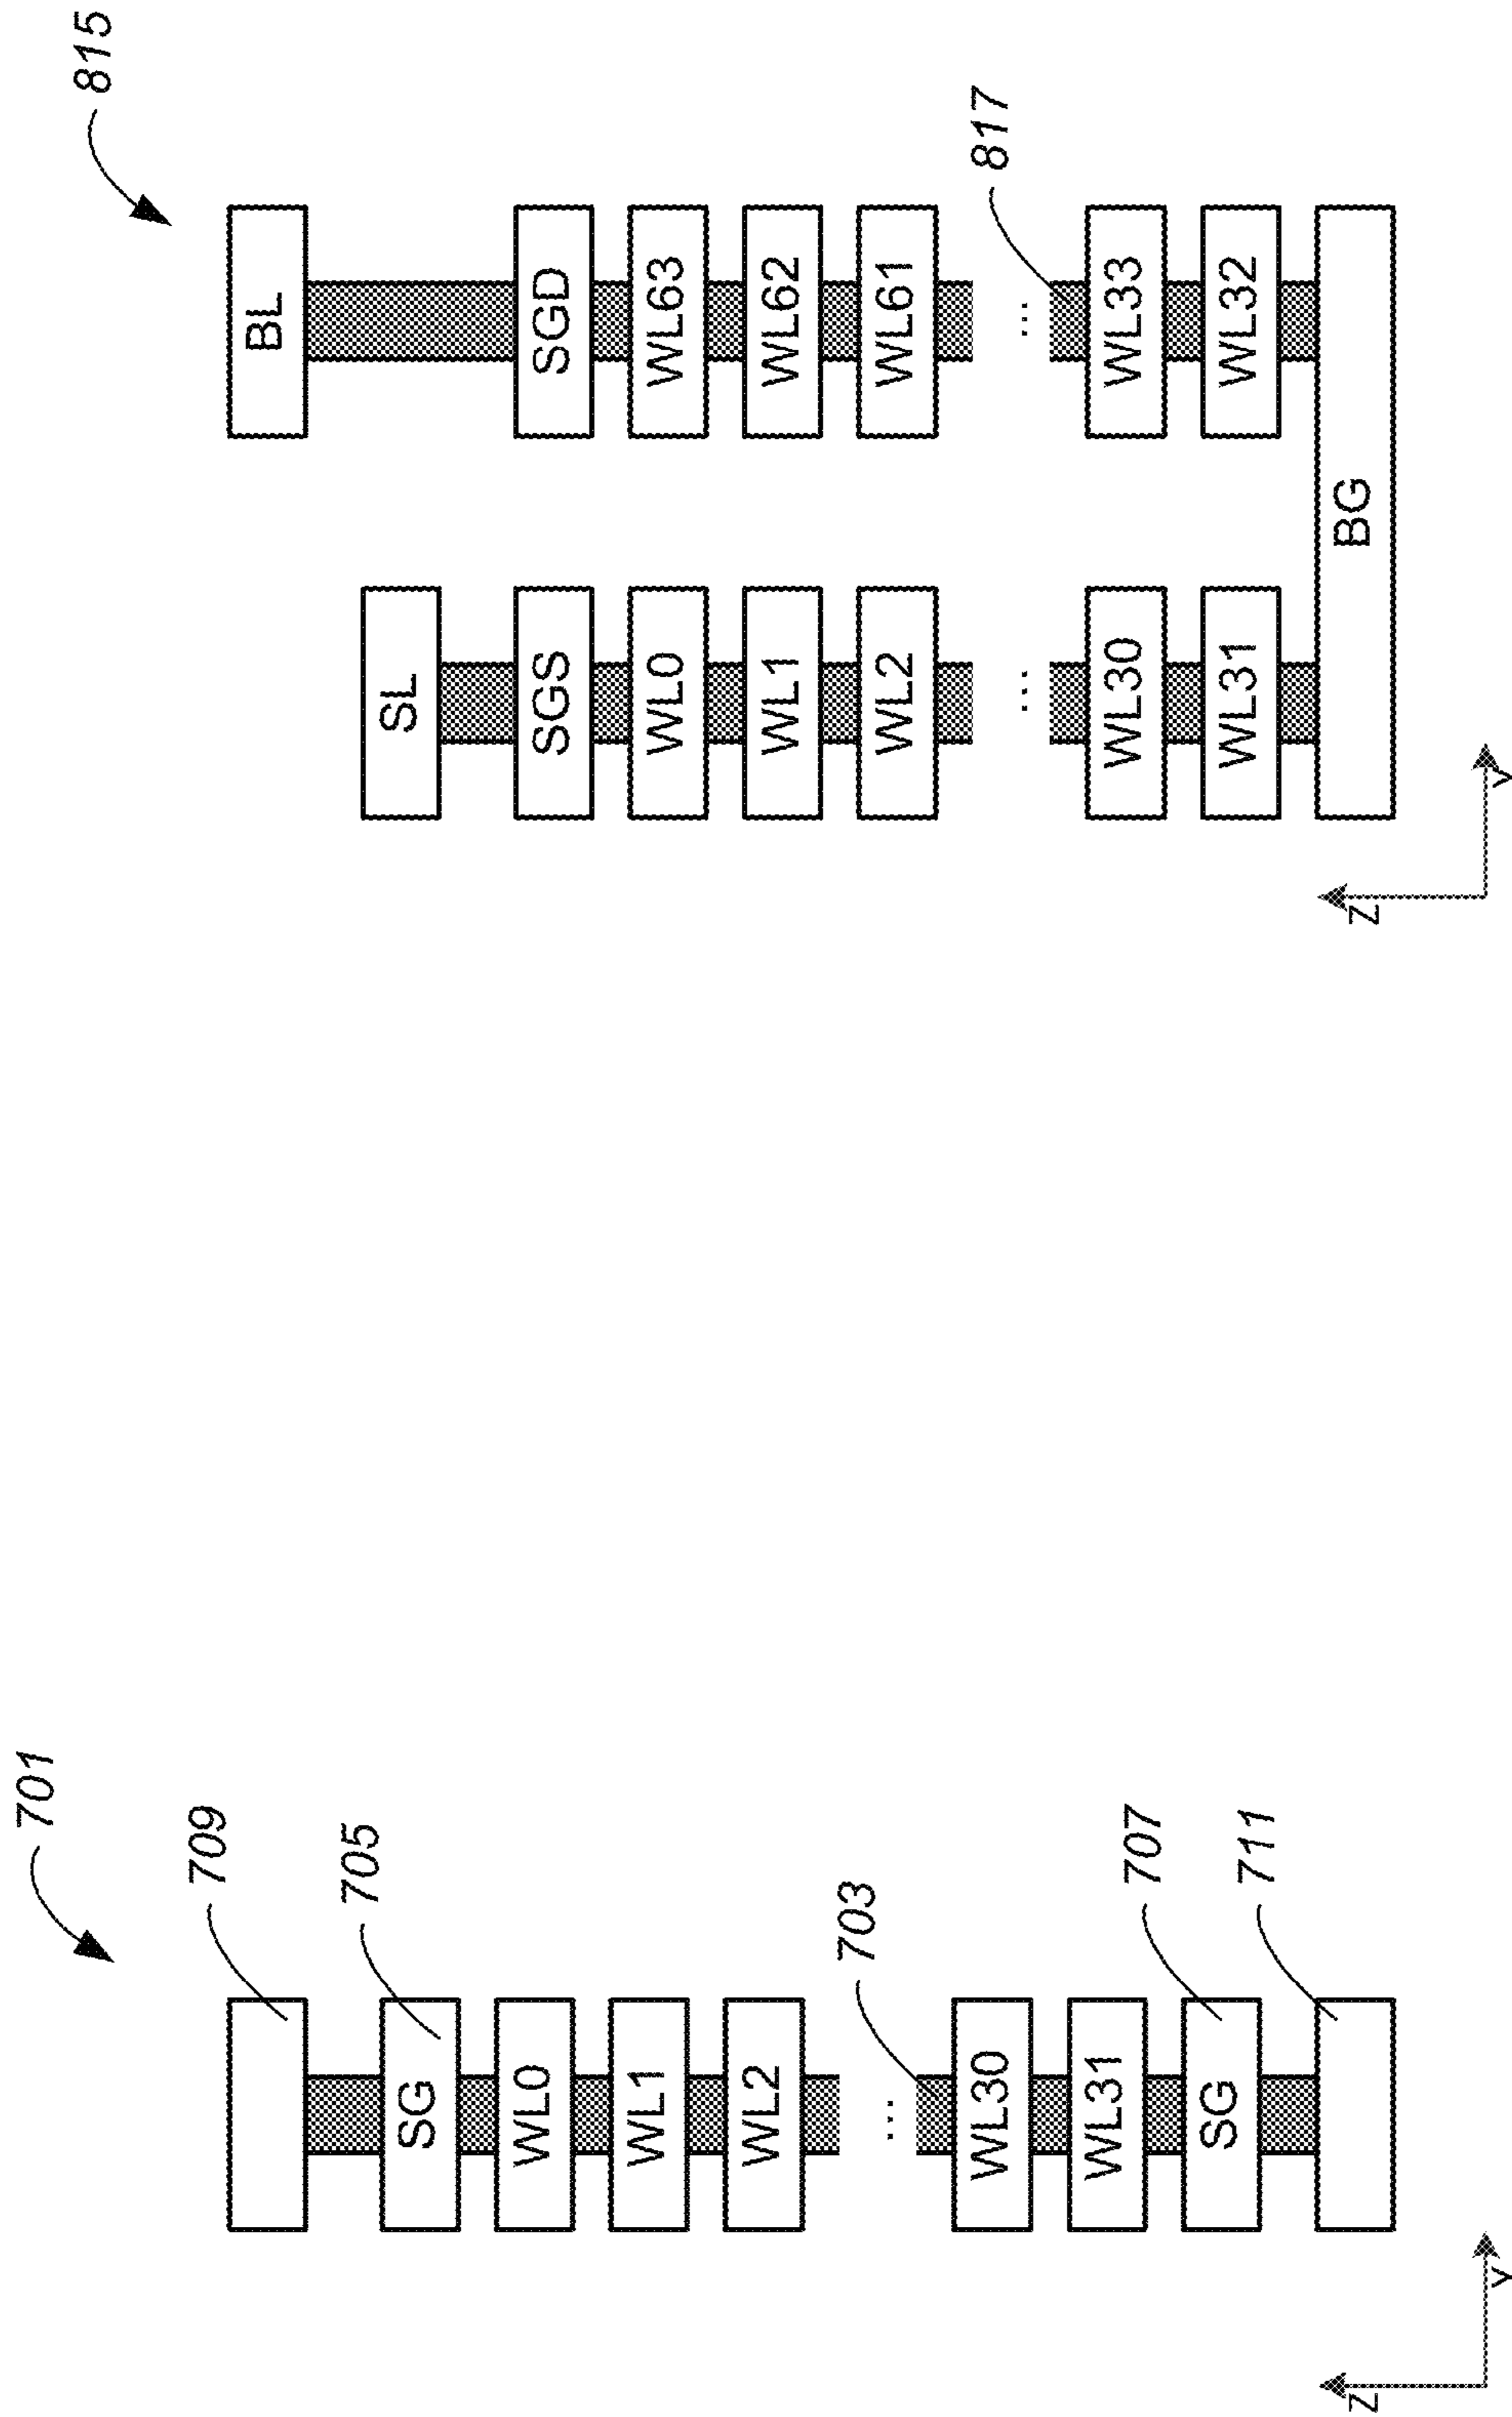 701
709
705
SG
WL0
WL1
WL2
703
...
WL30
WL31
707
SG
711
Z
Y
815
BL
SL
SGS SGD
WL0 WL63
WL1 WL62
WL2 WL61
817
... ...
WL30 WL33
WL31 WL32
BG
Z
Y